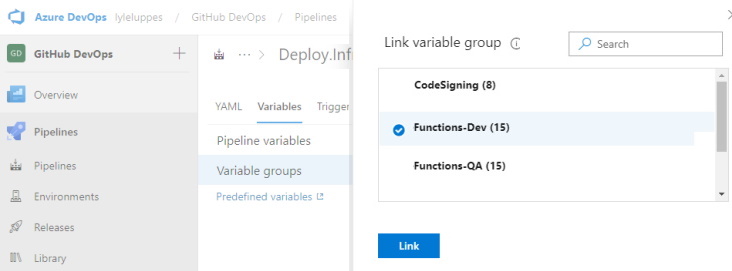 Azure DevOps lyleluppes / GitHub DevOps / Pipelines
GD GitHub DevOps +
Overview
Pipelines
Pipelines
Environments
Releases
Library
... > Deploy.Inf
YAML Variables Trigger
Pipeline variables
Variable groups
Predefined variables
Link variable group
Search
CodeSigning (8)
Functions-Dev (15)
Functions-QA (15)
Link